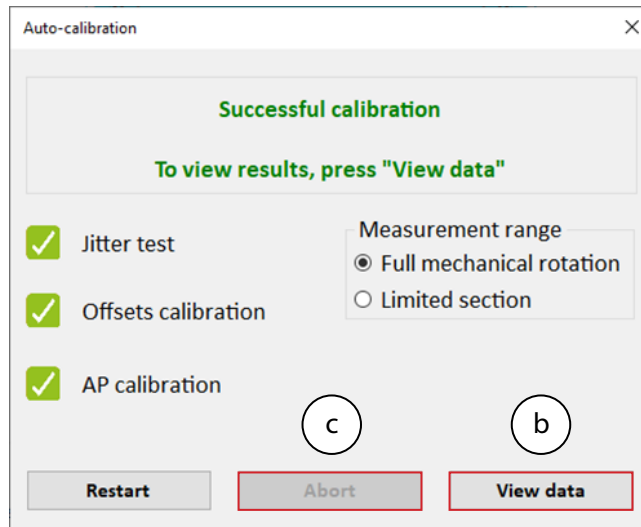 Auto-calibration
Successful calibration
To view results, press "View data"
Jitter test
Offsets calibration
AP calibration
Measurement range
Full mechanical rotation
Limited section
c
b
Restart
Abort
View data